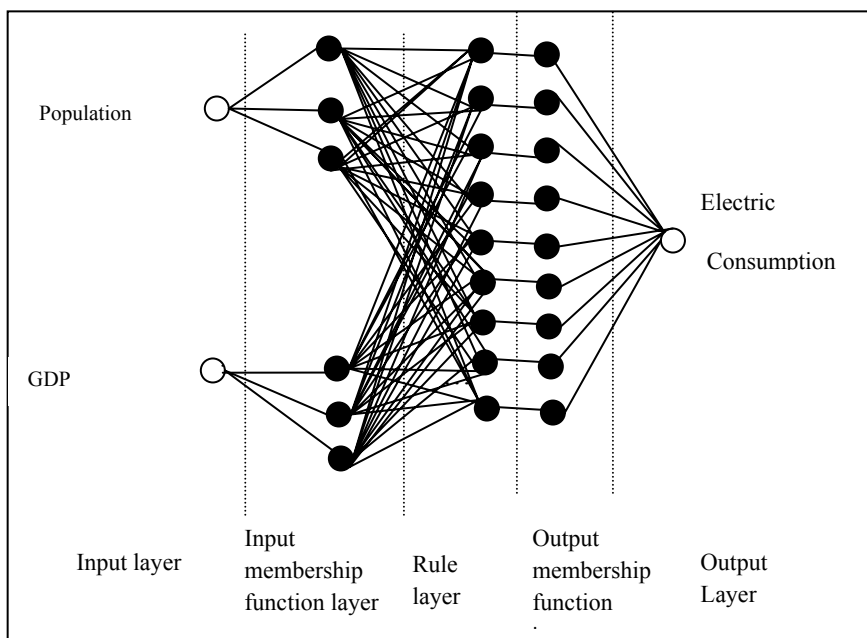 Population
Electric
Consumption
GDP
Input layer
Input
membership
function layer
Rule
layer
Output
membership
function
Output
Layer